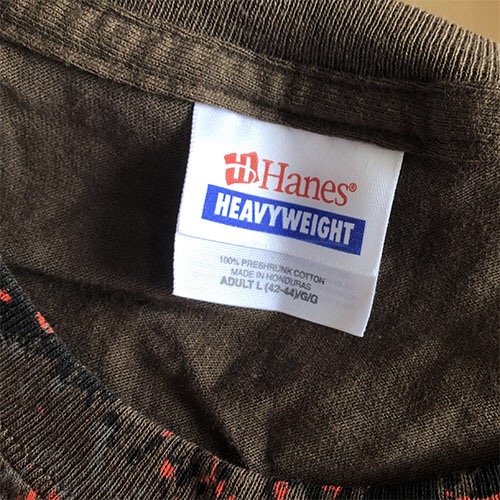 Hanes®
HEAVYWEIGHT
100% PRESHRUNK COTTON
MADE IN HONDURAS
ADULT L (42-44)/G/G